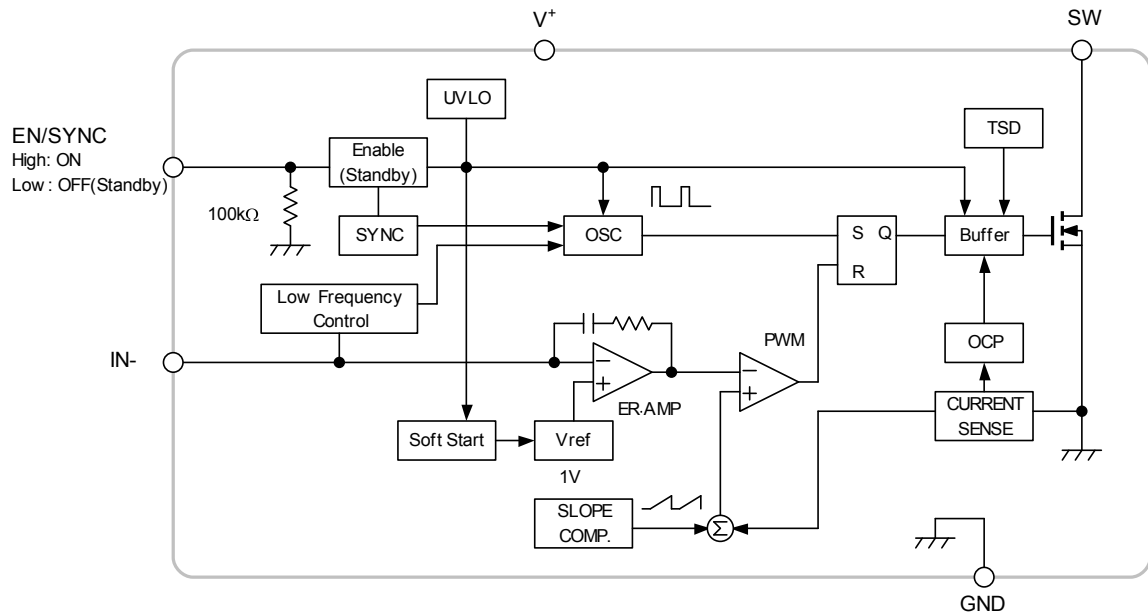 V+
SW
UVLO
TSD
EN/SYNC
High: ON
Low : OFF(Standby)
Enable
(Standby)
100kΩ
SYNC
OSC
S Q
R
Buffer
Low Frequency
Control
IN-
PWM
OCP
−
+
ER.AMP
−
+
CURRENT
SENSE
Soft Start
Vref
1V
SLOPE
COMP.
Σ
GND